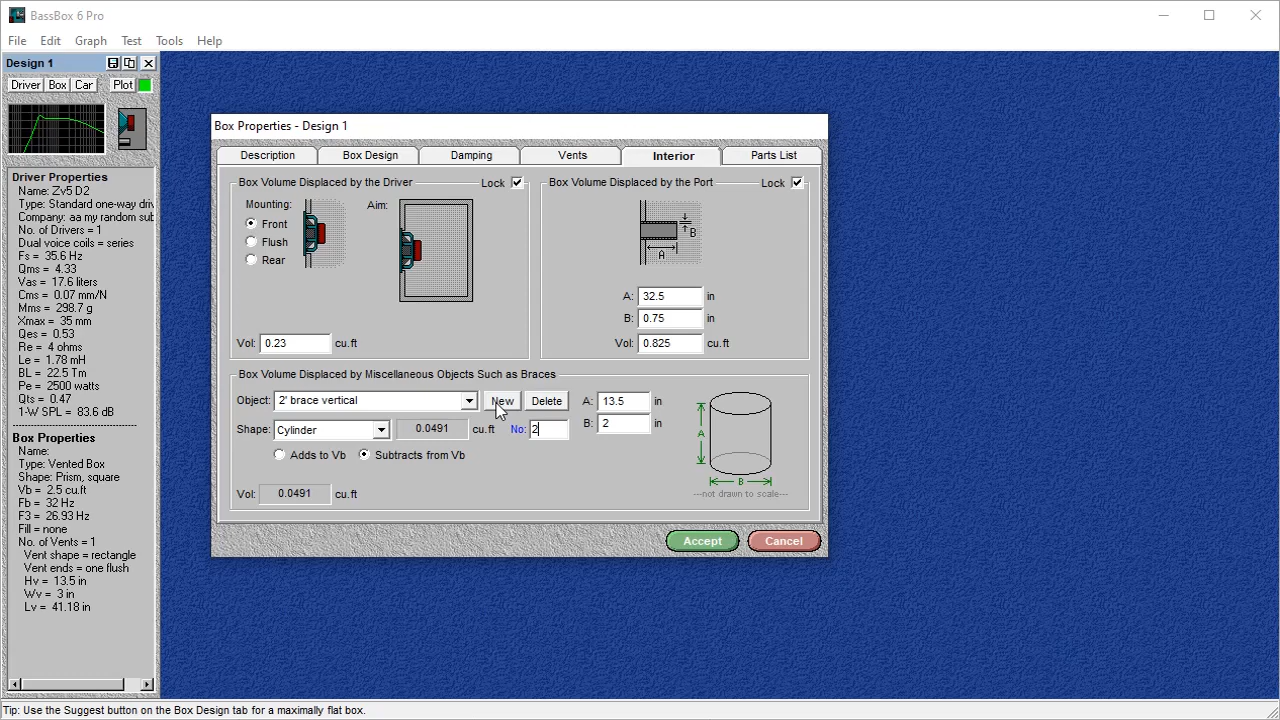 BassBox 6 Pro
File Edit Graph Test Tools Help
Design 1
Driver Box Car Plot
Driver Properties
Name: Zv5 D2
Type: Standard one-way driv
Company: aa my random sub
No. of Drivers = 1
Dual voice coils = series
Fs = 35.6 Hz
Qms = 4.33
Vas = 17.6 liters
Cms = 0.07 mm/N
Mms = 298.7 g
Xmax = 35 mm
Qes = 0.53
Re = 4 ohms
Le = 1.78 mH
BL = 22.5 Tm
Pe = 2500 watts
Qts = 0.47
1-W SPL = 83.6 dB
Box Properties
Name:
Type: Vented Box
Shape: Prism, square
Vb = 2.5 cu.ft
Fb = 32 Hz
F3 = 26.93 Hz
Fill = none
No. of Vents = 1
Vent shape = rectangle
Vent ends = one flush
Hv = 13.5 in
Wv = 3 in
Lv = 41.18 in
Box Properties - Design 1
Description Box Design Damping Vents Interior Parts List
Box Volume Displaced by the Driver Lock
Mounting: Aim:
Front
Flush
Rear
Vol: 0.23 cu.ft
Box Volume Displaced by the Port Lock
B
A
A: 32.5 in
B: 0.75 in
Vol: 0.825 cu.ft
Box Volume Displaced by Miscellaneous Objects Such as Braces
Object: 2' brace vertical New Delete A: 13.5 in
Shape: Cylinder 0.0491 cu.ft No: 2 B: 2 in
Adds to Vb Subtracts from Vb
Vol: 0.0491 cu.ft
A
B
---not drawn to scale---
Accept Cancel
Tip: Use the Suggest button on the Box Design tab for a maximally flat box.